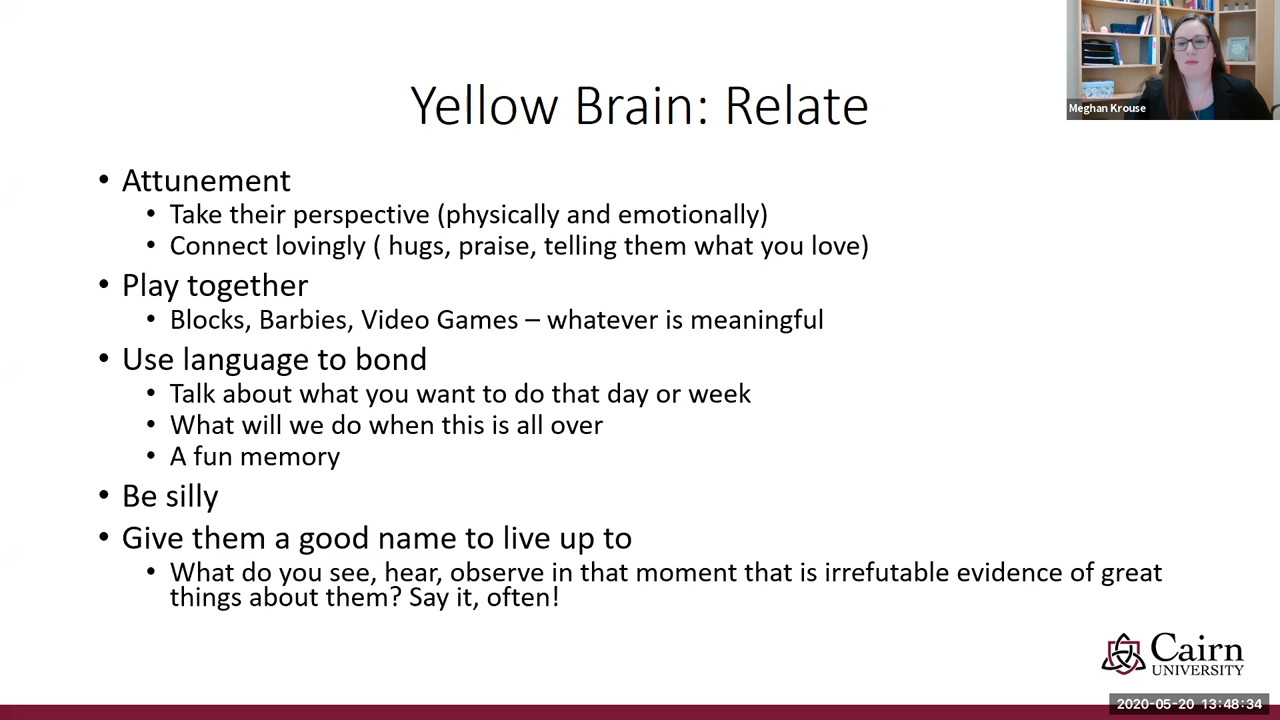 Meghan Krouse
Yellow Brain: Relate
• Attunement
• Take their perspective (physically and emotionally)
• Connect lovingly ( hugs, praise, telling them what you love)
• Play together
• Blocks, Barbies, Video Games – whatever is meaningful
• Use language to bond
• Talk about what you want to do that day or week
• What will we do when this is all over
• A fun memory
• Be silly
• Give them a good name to live up to
• What do you see, hear, observe in that moment that is irrefutable evidence of great
things about them? Say it, often!
Cairn
UNIVERSITY
2020-05-20 13:48:34